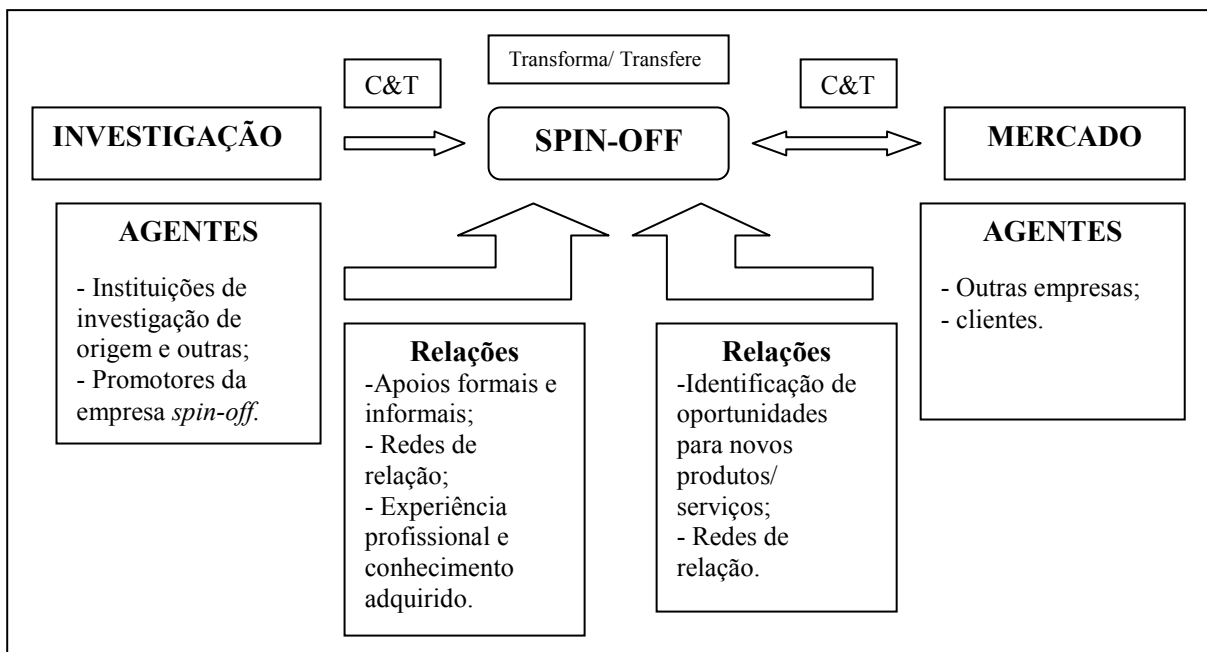 Transforma/ Transfere
C&T
C&T
INVESTIGAÇÃO
SPIN-OFF
MERCADO
AGENTES
- Instituições de
investigação de
origem e outras;
- Promotores da
empresa spin-off.
Relações
-Apoios formais e
informais;
- Redes de
relação;
- Experiência
profissional e
conhecimento
adquirido.
Relações
-Identificação de
oportunidades
para novos
produtos/
serviços;
- Redes de
relação.
AGENTES
- Outras empresas;
- clientes.